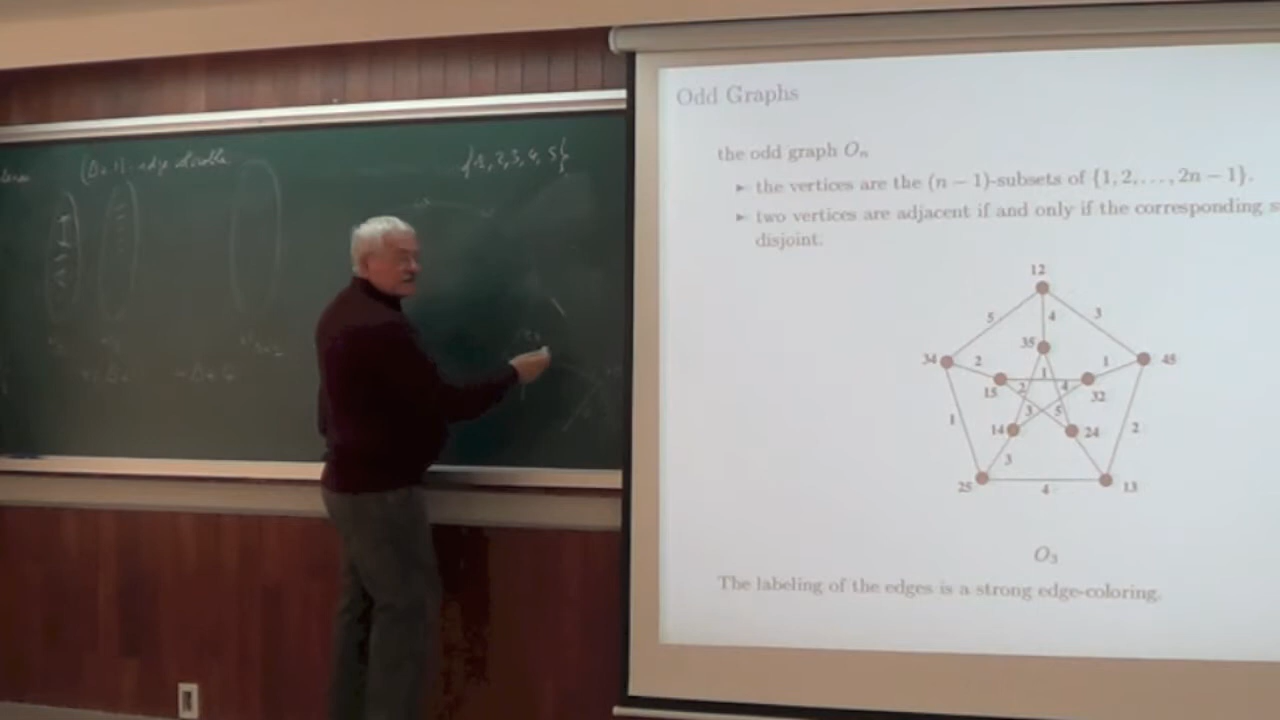 edge
{1, 2, 3, 4, 5}
Odd Graphs
the odd graph Oₙ
► the vertices are the (n − 1)-subsets of {1, 2, . . . , 2n − 1}.
► two vertices are adjacent if and only if the corresponding s
disjoint.
12
5
4
3
35
34
2
1
1
45
15
2
4
32
1
3
5
2
14
24
3
25
4
13
O₃
The labeling of the edges is a strong edge-coloring.